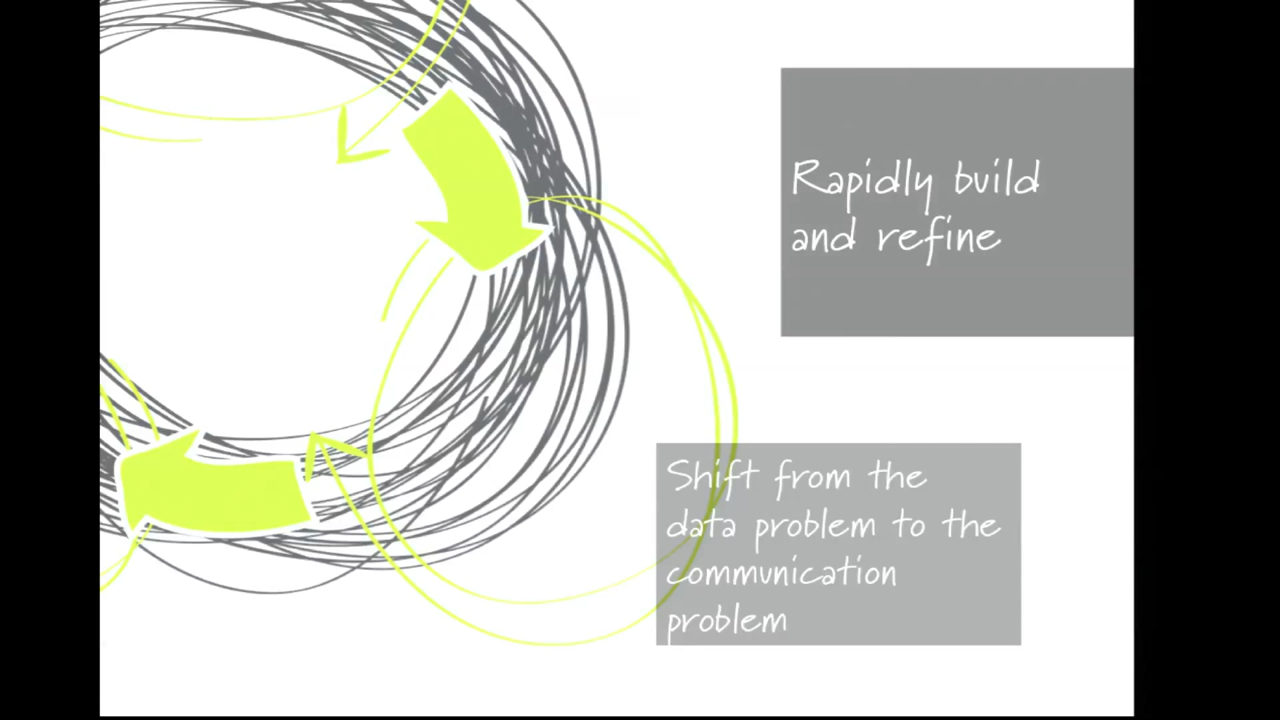 Rapidly build
and refine
Shift from the
data problem to the
communication
problem